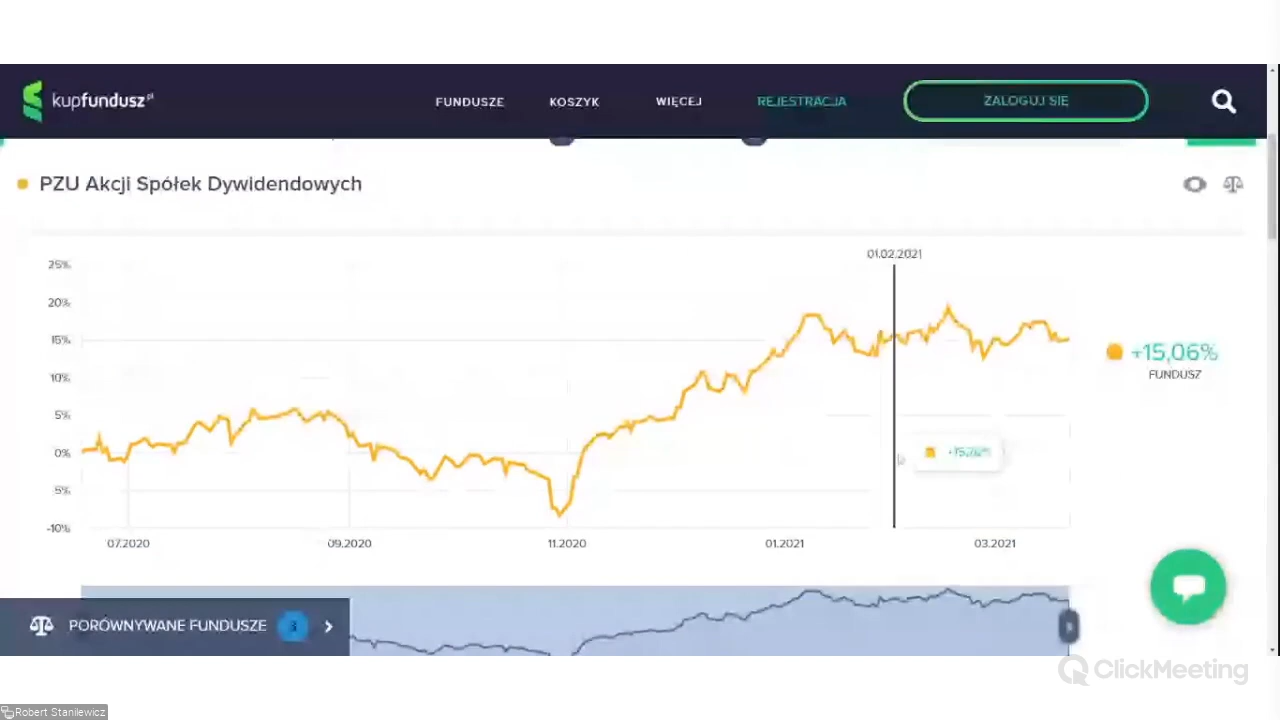 kupfundusz.pl
FUNDUSZE KOSZYK WIĘCEJ REJESTRACJA ZALOGUJ SIĘ
PZU Akcji Spółek Dywidendowych
01.02.2021
25%
20%
15%
10%
5%
0%
5%
-10%
07.2020 09.2020 11.2020 01.2021 03.2021
+15,06%
FUNDUSZ
PORÓWNYWANE FUNDUSZE 3
ClickMeeting
Robert Stanilewicz